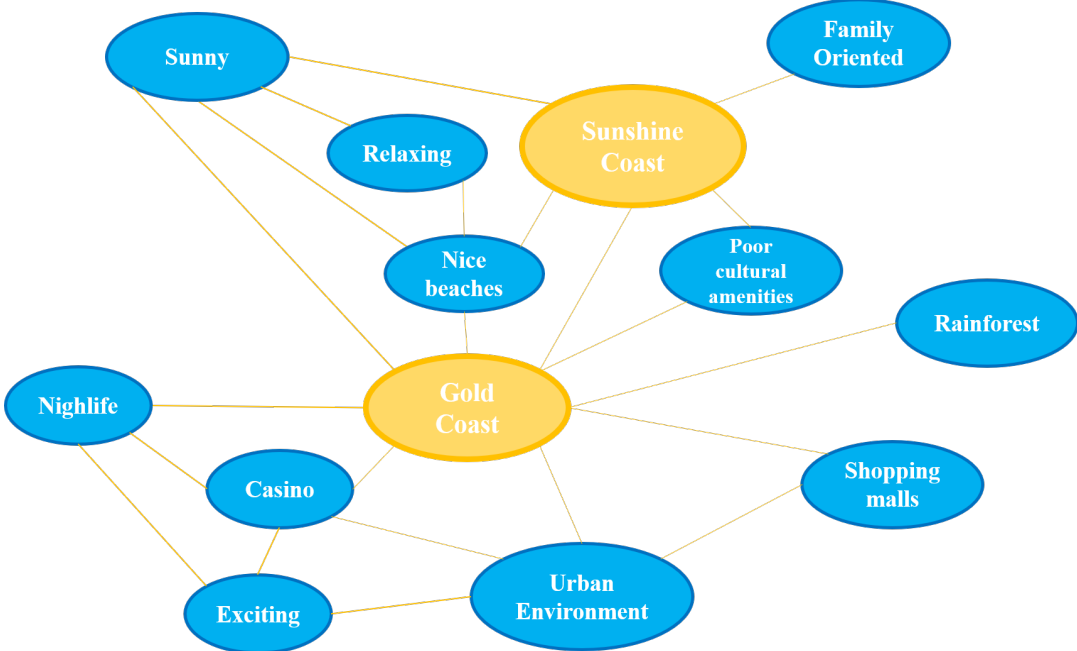 Family
Oriented
Sunny
Sunshine
Coast
Relaxing
Nice
beaches
Poor
cultural
amenities
Rainforest
Gold
Coast
Nighlife
Casino
Shopping
malls
Urban
Environment
Exciting